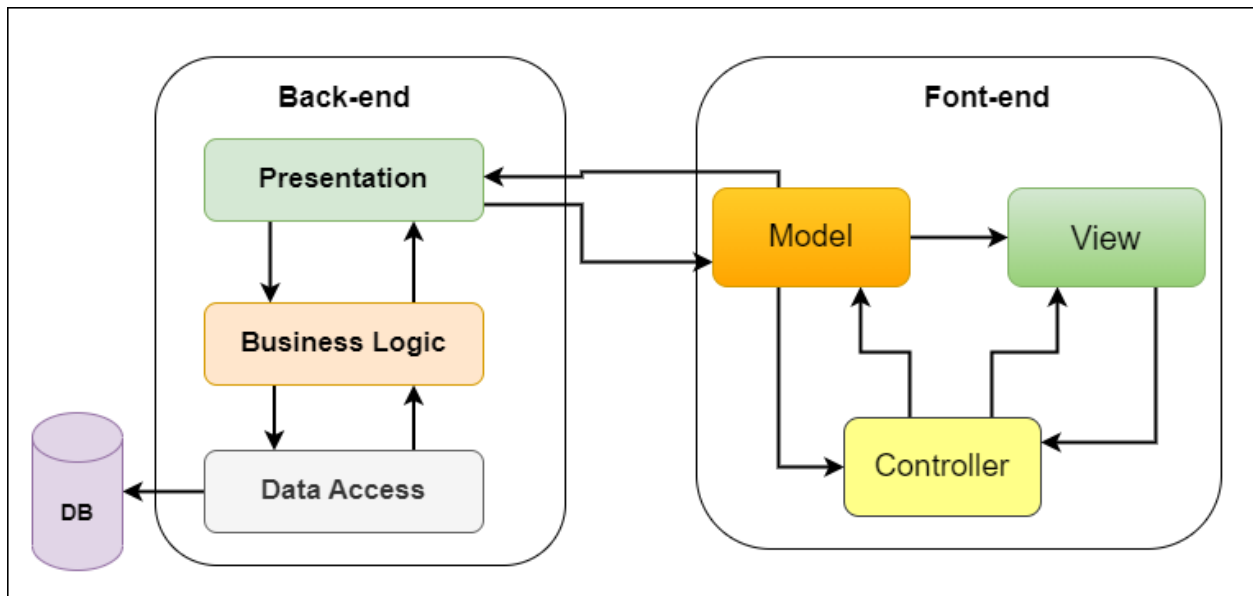 Back-end
Presentation
Business Logic
Data Access
DB
Font-end
Model
View
Controller